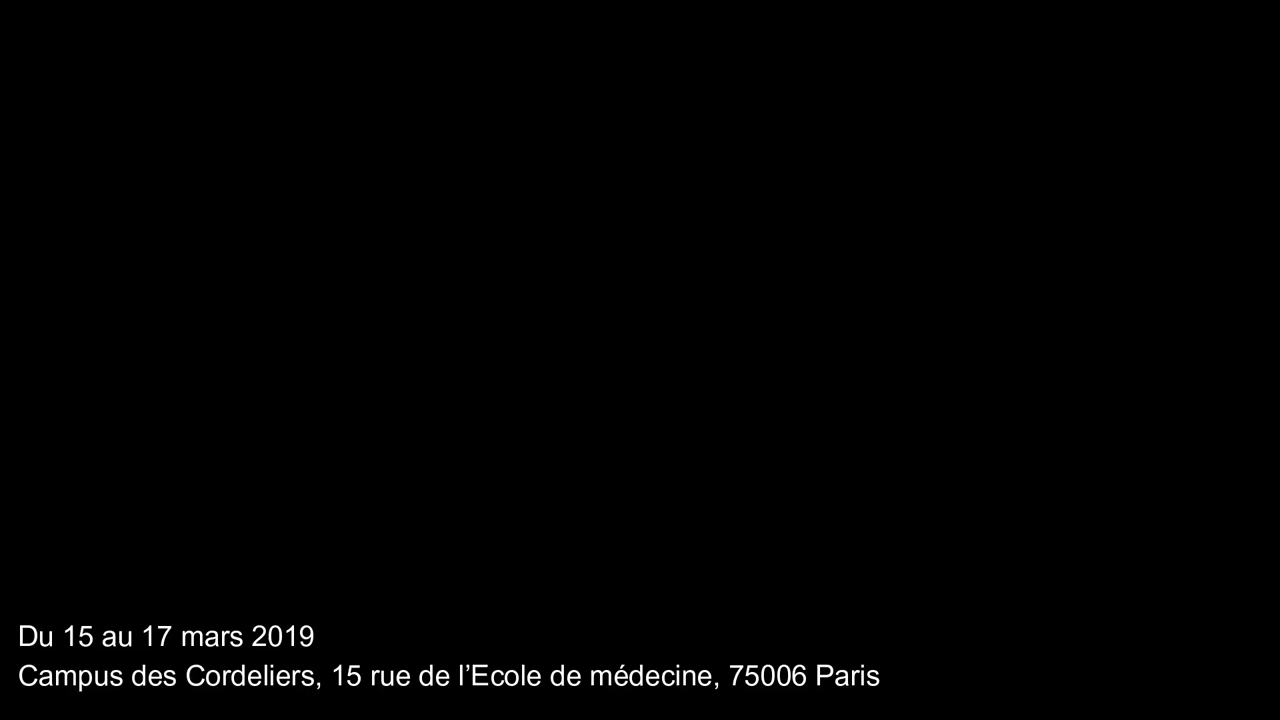 Du 15 au 17 mars 2019
Campus des Cordeliers, 15 rue de l’Ecole de médecine, 75006 Paris